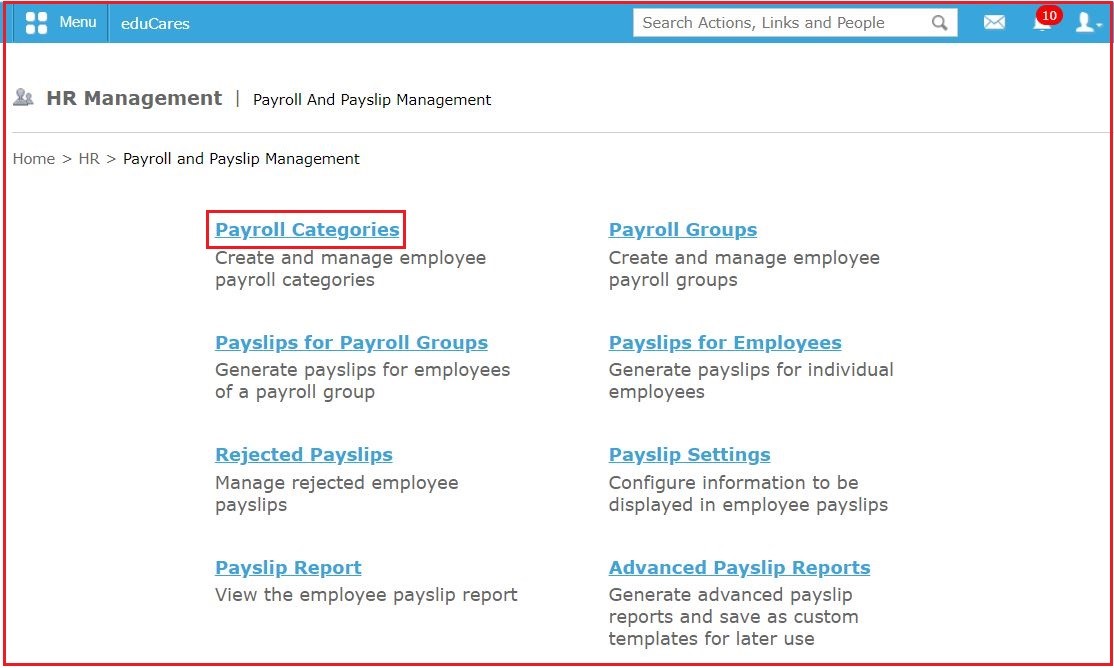 Menu
eduCares
Search Actions, Links and People
10
HR Management | Payroll And Payslip Management
Home > HR > Payroll and Payslip Management
Payroll Categories
Create and manage employee
payroll categories
Payroll Groups
Create and manage employee
payroll groups
Payslips for Payroll Groups
Generate payslips for employees
of a payroll group
Payslips for Employees
Generate payslips for individual
employees
Rejected Payslips
Manage rejected employee
payslips
Payslip Settings
Configure information to be
displayed in employee payslips
Payslip Report
View the employee payslip report
Advanced Payslip Reports
Generate advanced payslip
reports and save as custom
templates for later use